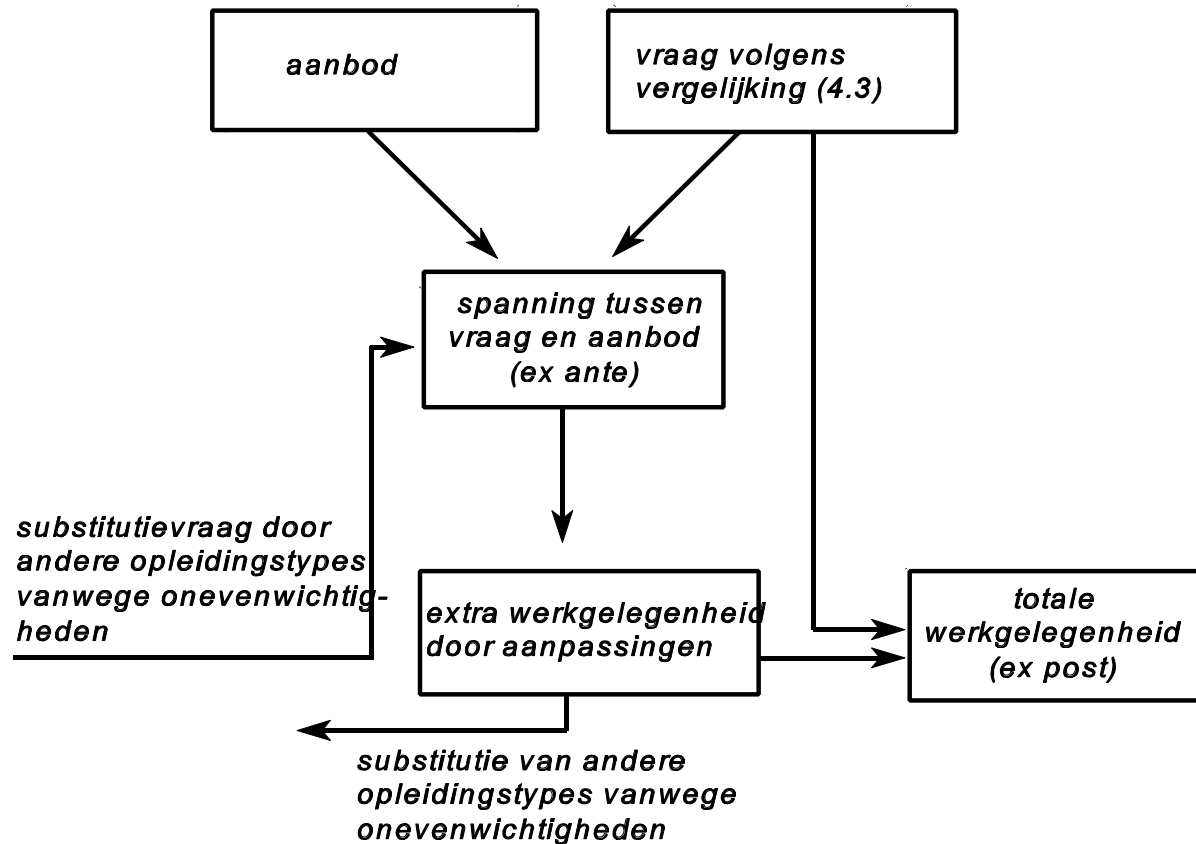 aanbod
vraag volgens
vergelijking (4.3)
spanning tussen
vraag en aanbod
(ex ante)
substitutievraag door
andere opleidingstypes
vanwege onevenwichtig-
heden
extra werkgelegenheid
door aanpassingen
totale
werkgelegenheid
(ex post)
substitutie van andere
opleidingstypes vanwege
onevenwichtigheden